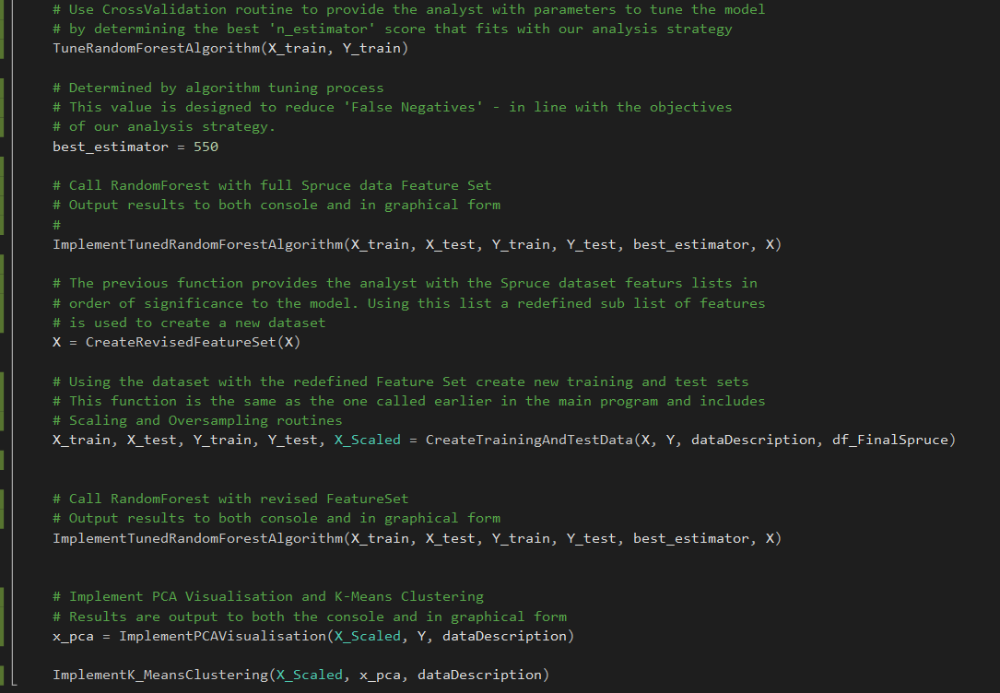 # Use CrossValidation routine to provide the analyst with parameters to tune the model
# by determining the best 'n_estimator' score that fits with our analysis strategy
TuneRandomForestAlgorithm(X_train, Y_train)
# Determined by algorithm tuning process
# This value is designed to reduce 'False Negatives' - in line with the objectives
# of our analysis strategy.
best_estimator = 550
# Call RandomForest with full Spruce data Feature Set
# Output results to both console and in graphical form
#
ImplementTunedRandomForestAlgorithm(X_train, X_test, Y_train, Y_test, best_estimator, X)
# The previous function provides the analyst with the Spruce dataset featurs lists in
# order of significance to the model. Using this list a redefined sub list of features
# is used to create a new dataset
X = CreateRevisedFeatureSet(X)
# Using the dataset with the redefined Feature Set create new training and test sets
# This function is the same as the one called earlier in the main program and includes
# Scaling and Oversampling routines
X_train, X_test, Y_train, Y_test, X_Scaled = CreateTrainingAndTestData(X, Y, dataDescription, df_FinalSpruce)
# Call RandomForest with revised FeatureSet
# Output results to both console and in graphical form
ImplementTunedRandomForestAlgorithm(X_train, X_test, Y_train, Y_test, best_estimator, X)
# Implement PCA Visualisation and K-Means Clustering
# Results are output to both the console and in graphical form
x_pca = ImplementPCAVisualisation(X_Scaled, Y, dataDescription)
ImplementK_MeansClustering(X_Scaled, x_pca, dataDescription)